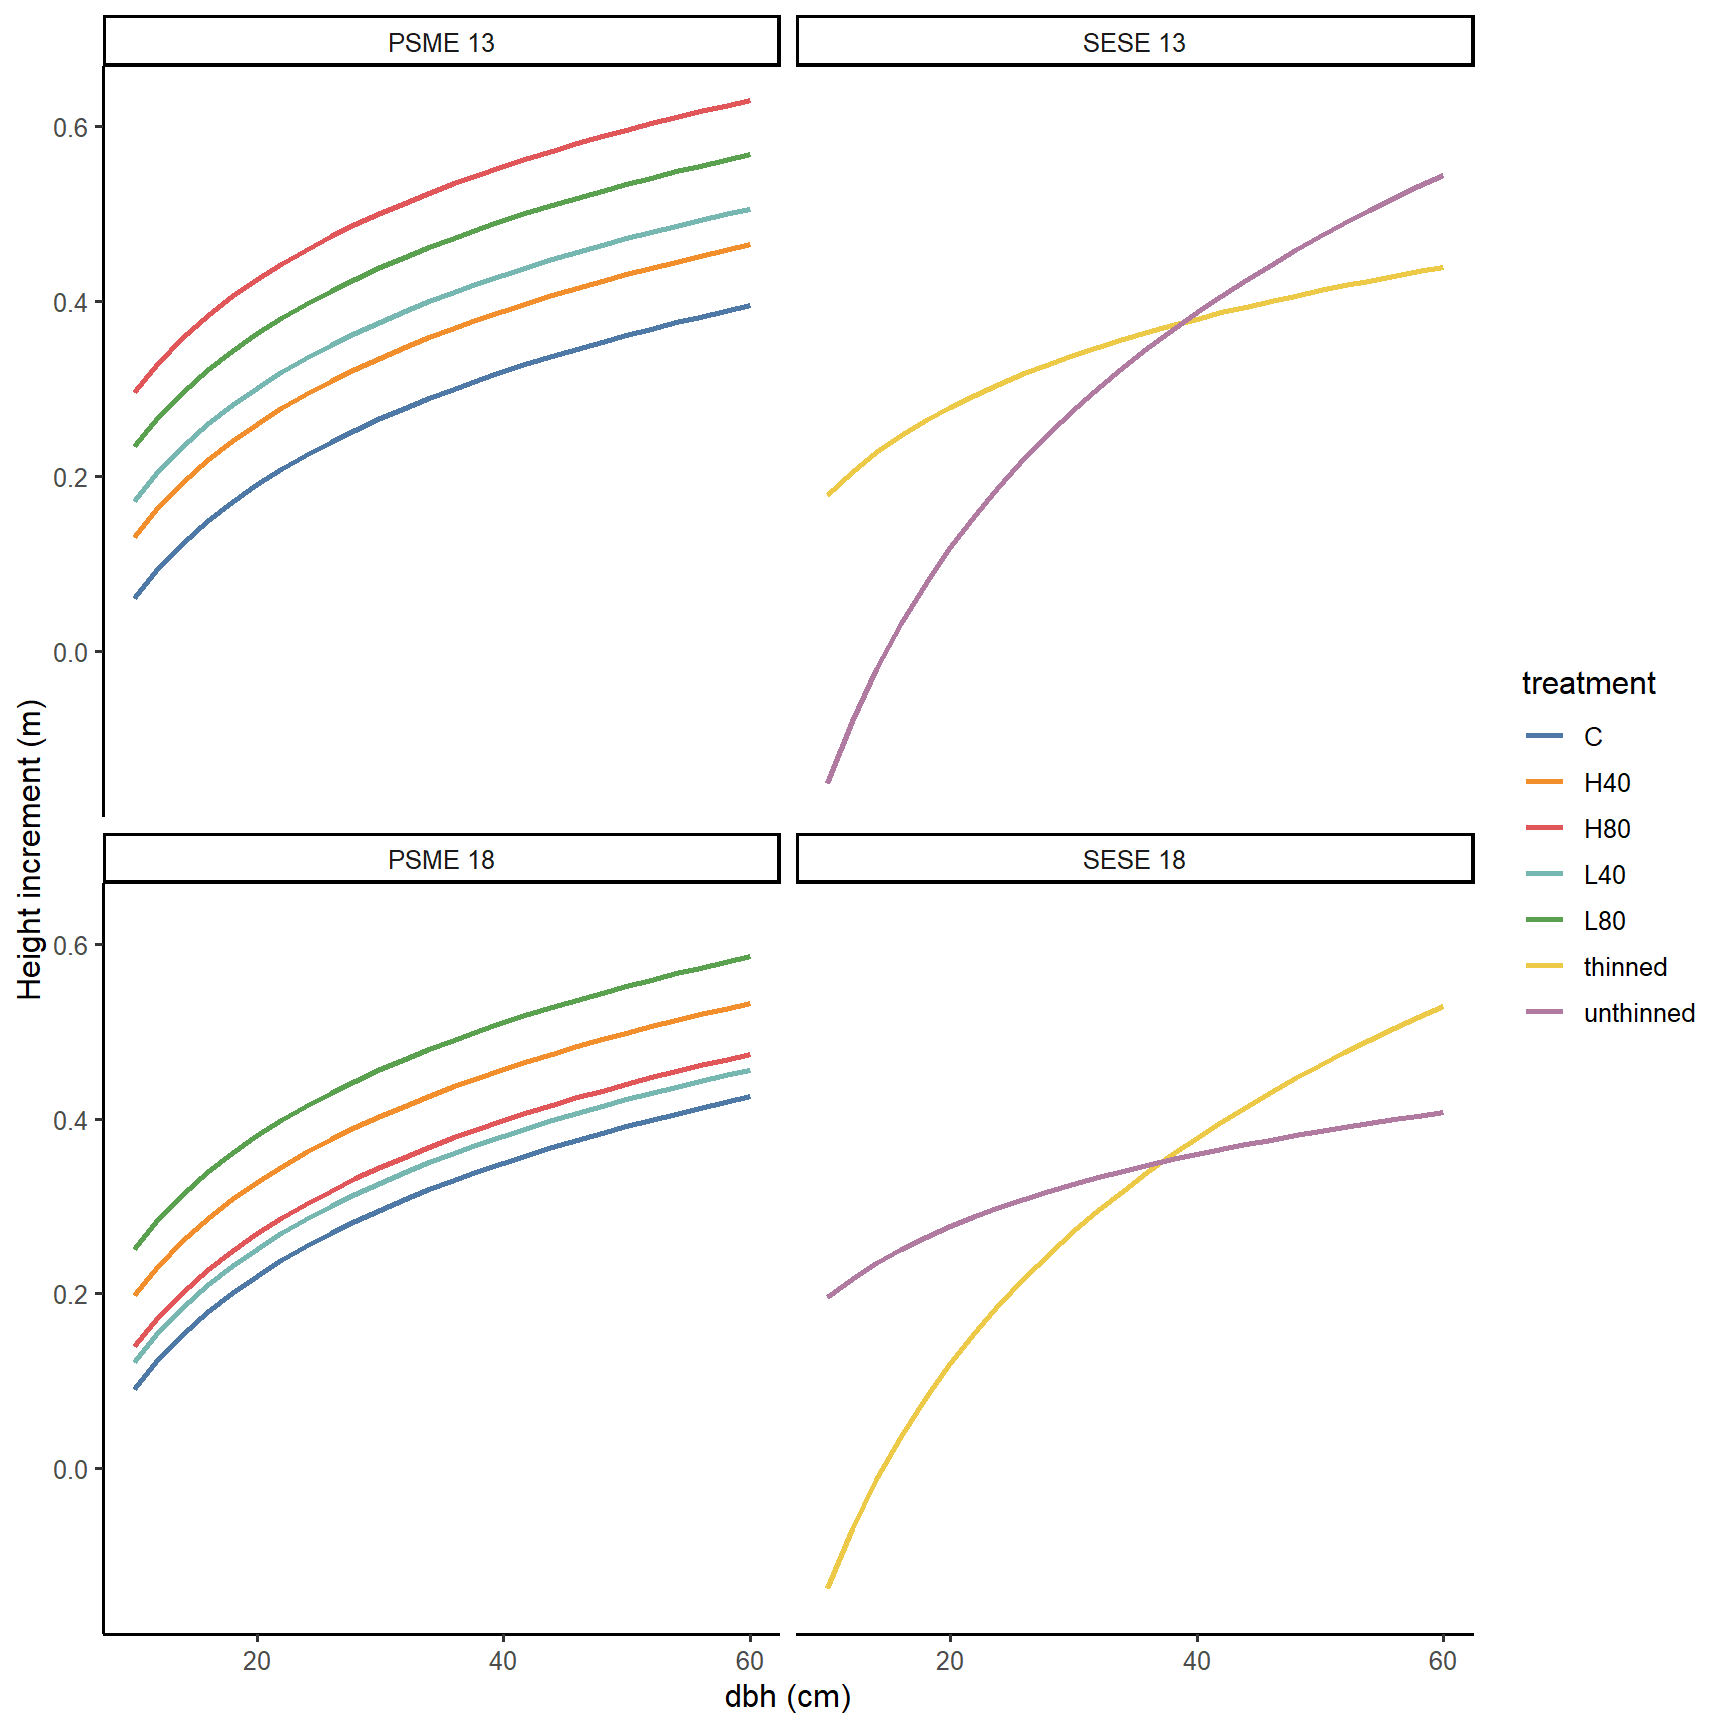 PSME 13
SESE 13
0.6
0.4
0.2
0.0
PSME 18
SESE 18
0.6
0.4
0.2
0.0
20
40
60
20
40
60
dbh (cm)
Height increment (m)
treatment
C
H40
H80
L40
L80
thinned
unthinned